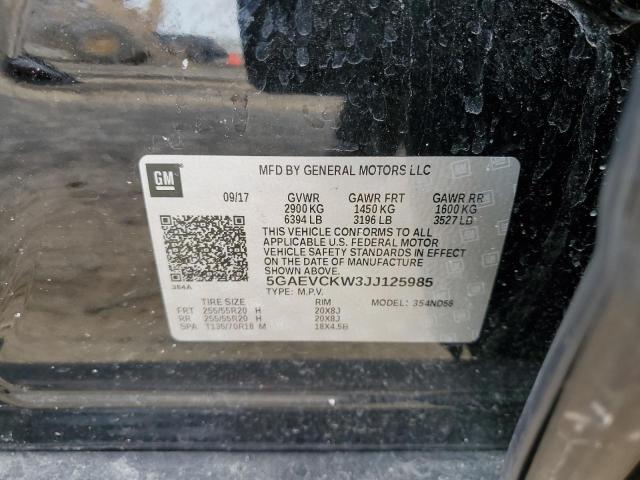 GM
MFD BY GENERAL MOTORS LLC
09/17 GVWR GAWR FRT GAWR RR
2900 KG 1450 KG 1600 KG
6394 LB 3196 LB 3527 LB
THIS VEHICLE CONFORMS TO ALL
APPLICABLE U.S. FEDERAL MOTOR
VEHICLE SAFETY STANDARDS IN EFFECT
ON THE DATE OF MANUFACTURE
SHOWN ABOVE.
384A 5GAEVCKW3JJ125985
TYPE: M.P.V. MODEL: 354ND56
TIRE SIZE RIM
FRT 255/55R20 H 20X8J
RR 255/55R20 H 20X8J
SPA T135/70R18 M 18X4.5B